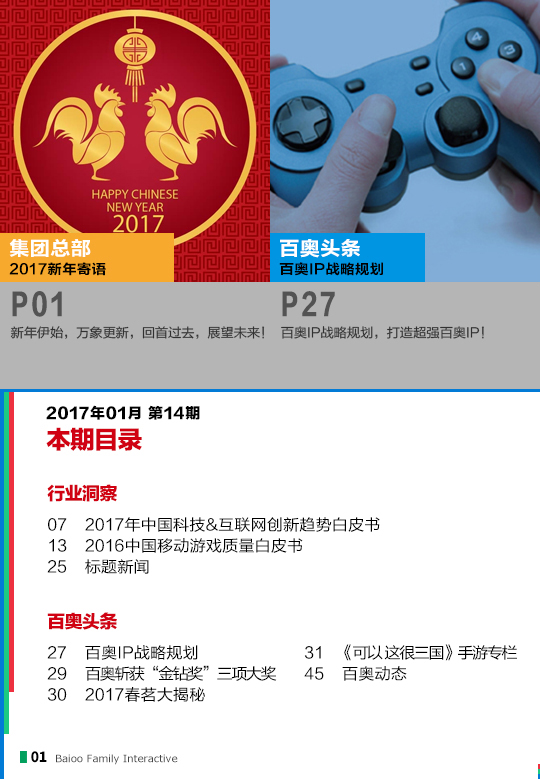 HAPPY CHINESE
NEW YEAR
2017
集团总部
2017新年寄语
P01
新年伊始，万象更新，回首过去，展望未来！
4
3
1
百奥头条
百奥IP战略规划
P27
百奥IP战略规划，打造超强百奥IP！
2017年01月 第14期
本期目录
行业洞察
07 2017年中国科技&互联网创新趋势白皮书
13 2016中国移动游戏质量白皮书
25 标题新闻
百奥头条
27 百奥IP战略规划
29 百奥斩获“金钻奖”三项大奖
30 2017春茗大揭秘
31 《可以 这很三国》手游专栏
45 百奥动态
01 Baioo Family Interactive